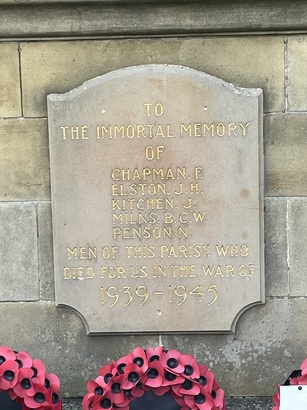 TO
THE IMMORTAL MEMORY
OF
CHAPMAN. F.
ELSTON. J. H.
KITCHEN. J.
MILNS. B. C. W.
PENSON. N.
MEN OF THIS PARISH WHO
DIED FOR US IN THE WAR OF
1939-1945